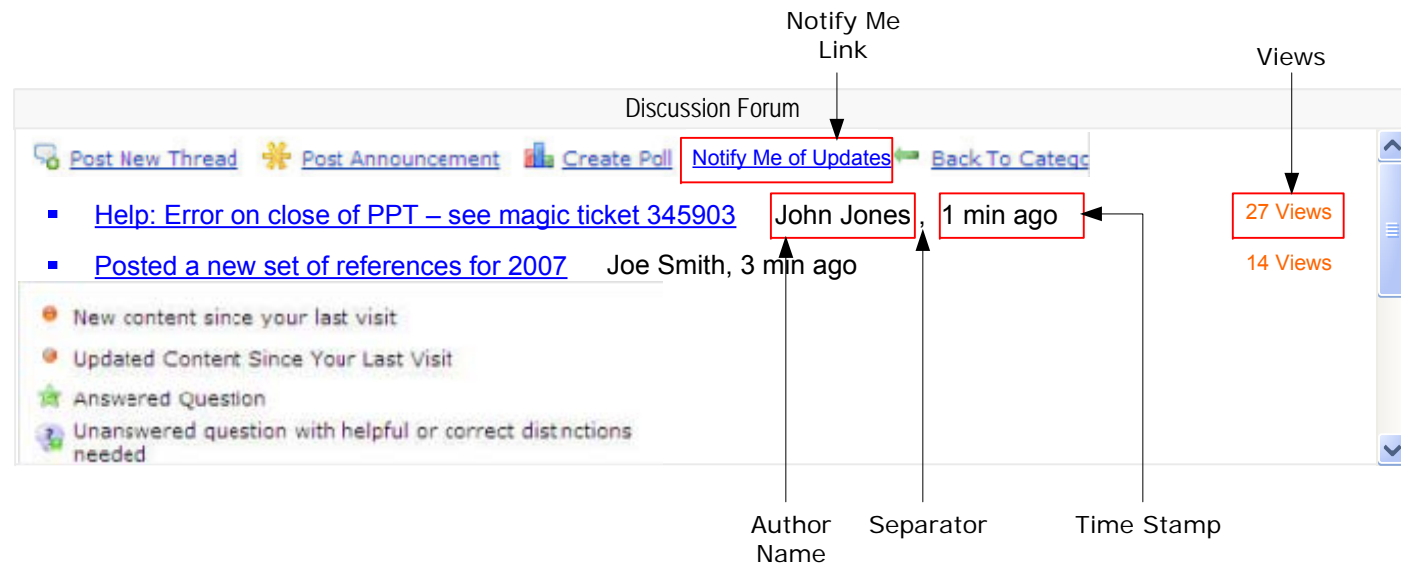 Notify Me
Link
Views
Discussion Forum
Post New Thread Post Announcement Create Poll Notify Me of Updates Back To Categc
Help: Error on close of PPT – see magic ticket 345903 John Jones , 1 min ago 27 Views
Posted a new set of references for 2007 Joe Smith, 3 min ago 14 Views
New content since your last visit
Updated Content Since Your Last Visit
Answered Question
Unanswered question with helpful or correct distnctions
needed
Author
Name
Separator
Time Stamp